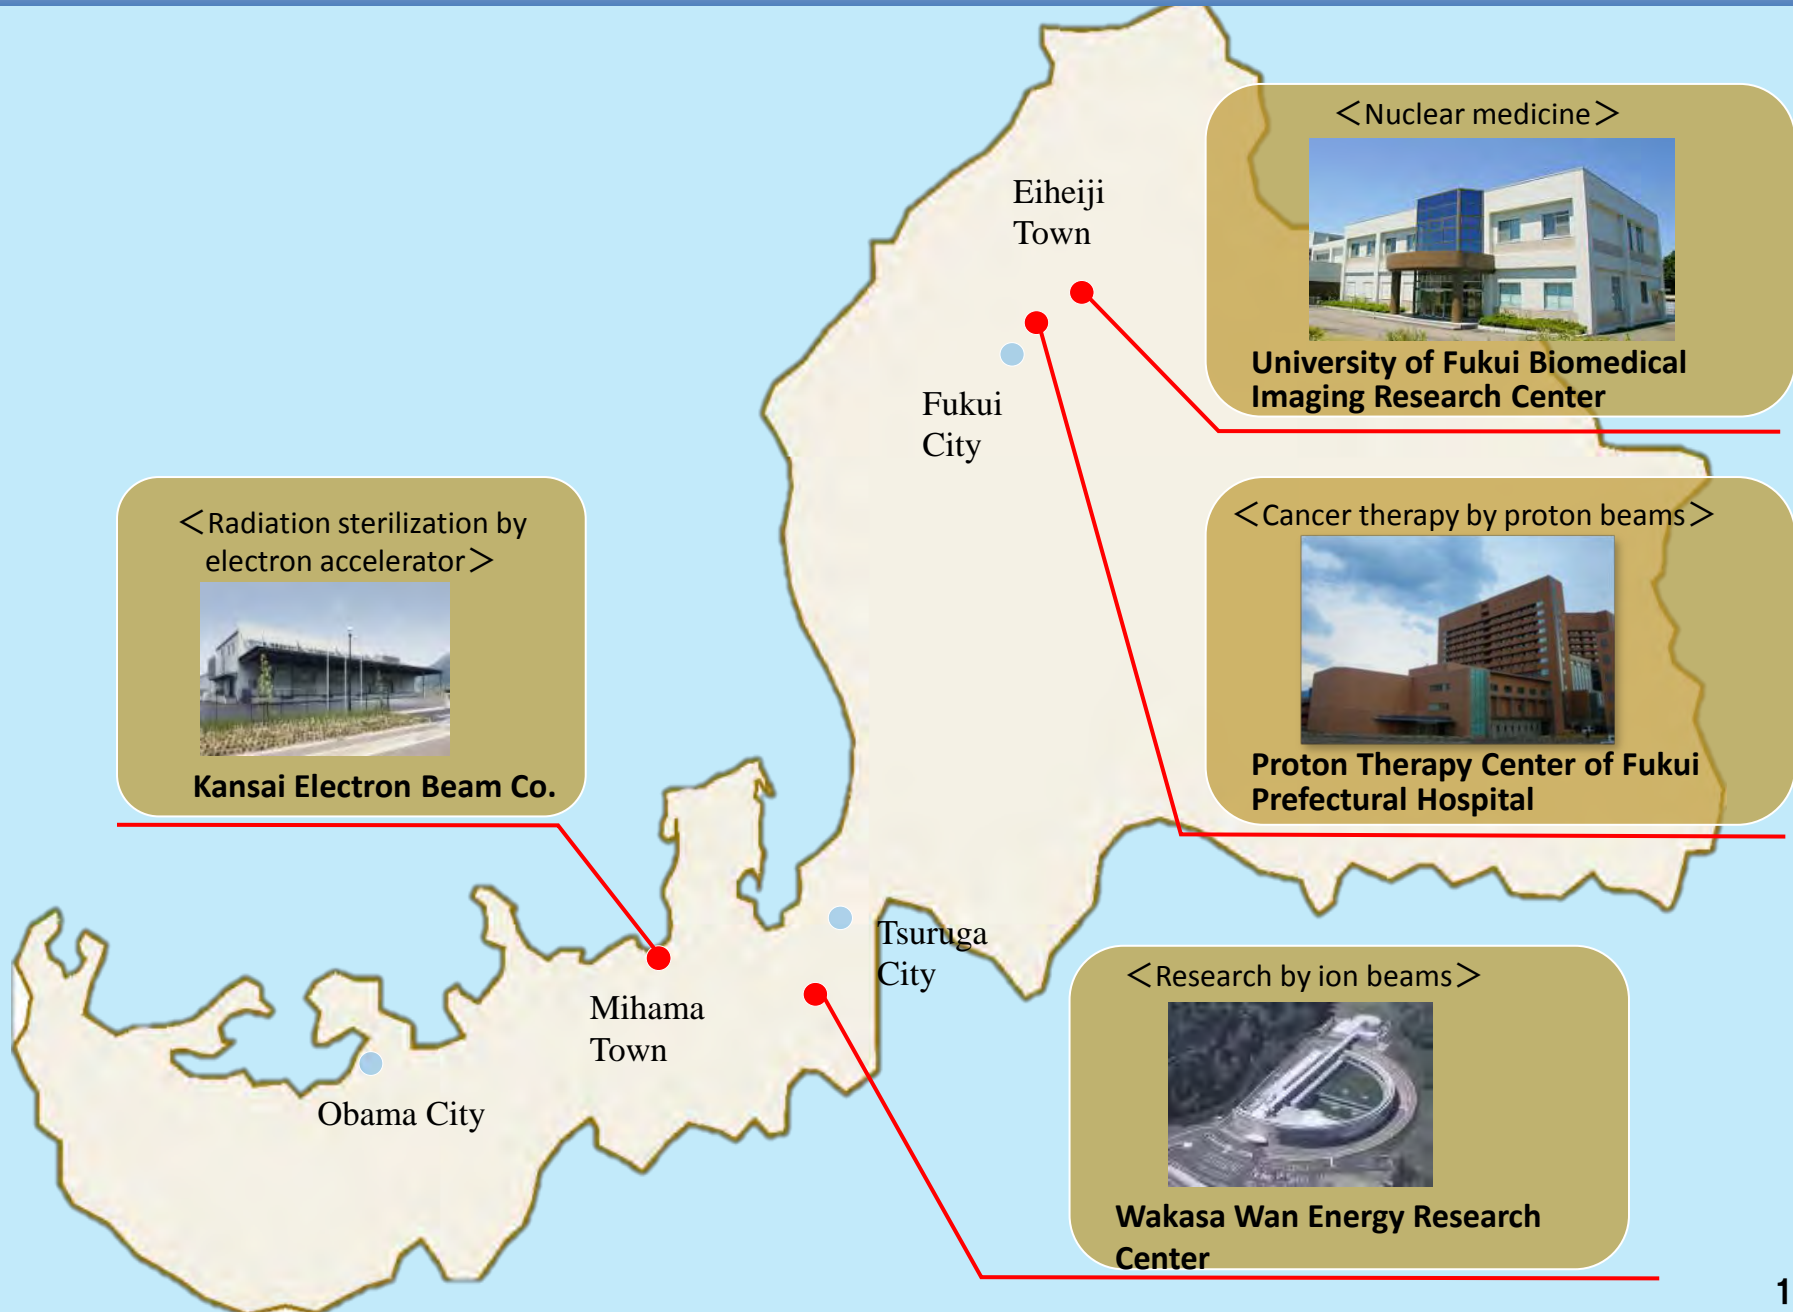 ＜Nuclear medicine＞
University of Fukui Biomedical
Imaging Research Center
Eiheiji
Town
Fukui
City
＜Radiation sterilization by
electron accelerator＞
Kansai Electron Beam Co.
＜Cancer therapy by proton beams＞
Proton Therapy Center of Fukui
Prefectural Hospital
Tsuruga
City
Mihama
Town
Obama City
＜Research by ion beams＞
Wakasa Wan Energy Research
Center
1